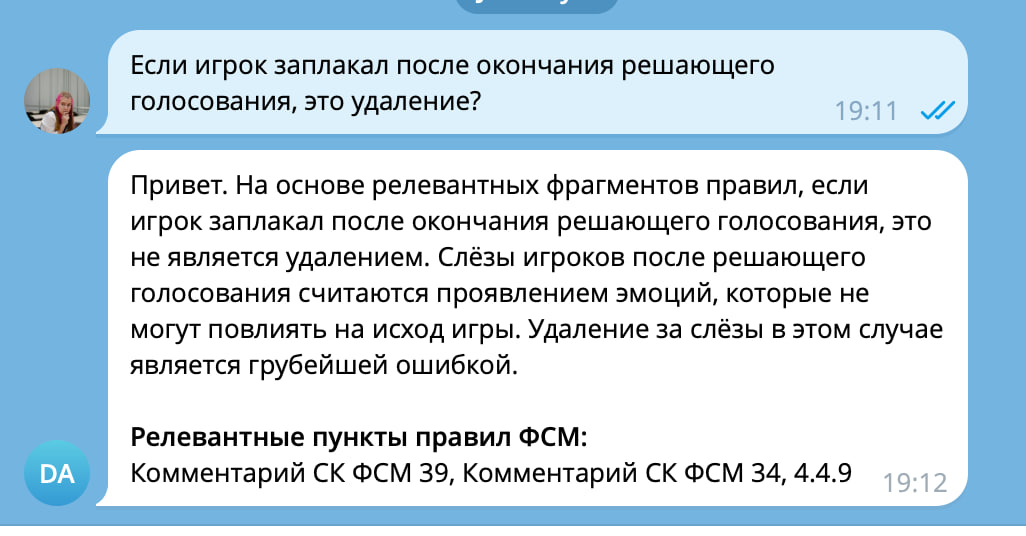 Если игрок заплакал после окончания решающего
голосования, это удаление?
19:11
Привет. На основе релевантных фрагментов правил, если
игрок заплакал после окончания решающего голосования, это
не является удалением. Слёзы игроков после решающего
голосования считаются проявлением эмоций, которые не
могут повлиять на исход игры. Удаление за слёзы в этом случае
является грубейшей ошибкой.
Релевантные пункты правил ФСМ:
DA
Комментарий СК ФСМ 39, Комментарий СК ФСМ 34, 4.4.9
19:12